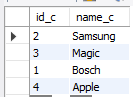 id_c name_c
2 Samsung
3 Magic
1 Bosch
4 Apple